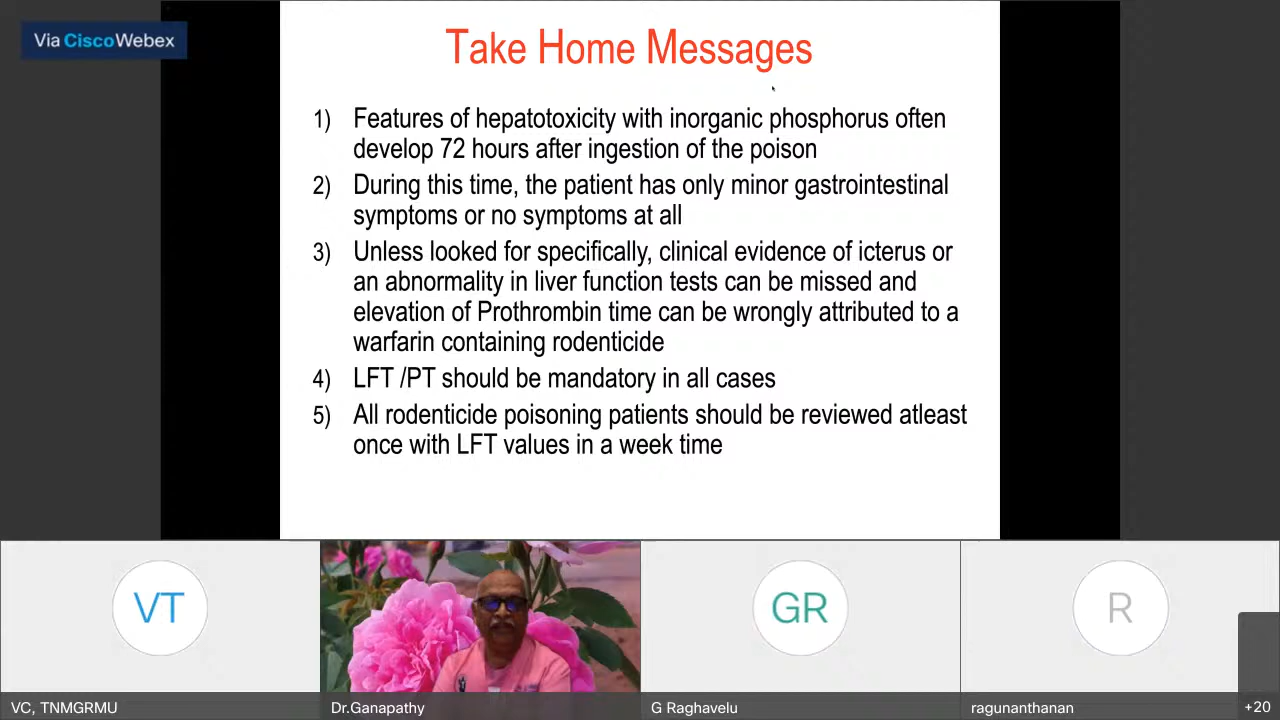 Via CiscoWebex
Take Home Messages
1) Features of hepatotoxicity with inorganic phosphorus often
develop 72 hours after ingestion of the poison
2) During this time, the patient has only minor gastrointestinal
symptoms or no symptoms at all
3) Unless looked for specifically, clinical evidence of icterus or
an abnormality in liver function tests can be missed and
elevation of Prothrombin time can be wrongly attributed to a
warfarin containing rodenticide
4) LFT /PT should be mandatory in all cases
5) All rodenticide poisoning patients should be reviewed atleast
once with LFT values in a week time
VT
GR
R
VC, TNMGRMU
Dr.Ganapathy
G Raghavelu
ragunanthanan
+20